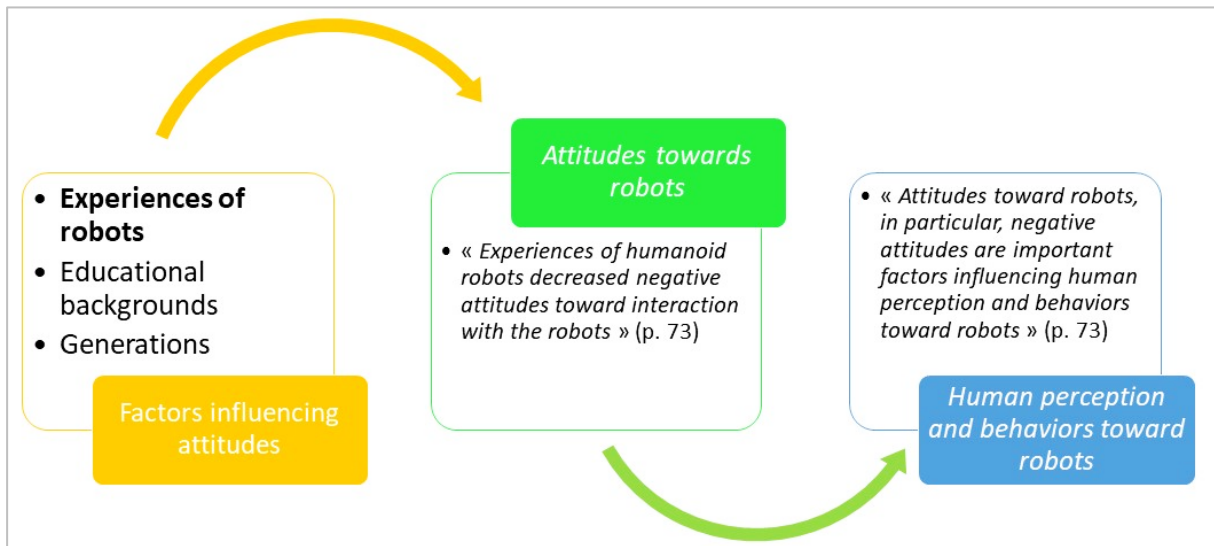 • Experiences of
robots
• Educational
backgrounds
• Generations
Factors influencing
attitudes
Attitudes towards
robots
• « Experiences of humanoid
robots decreased negative
attitudes toward interaction
with the robots » (p. 73)
• « Attitudes toward robots,
in particular, negative
attitudes are important
factors influencing human
perception and behaviors
toward robots » (p. 73)
Human perception
and behaviors toward
robots